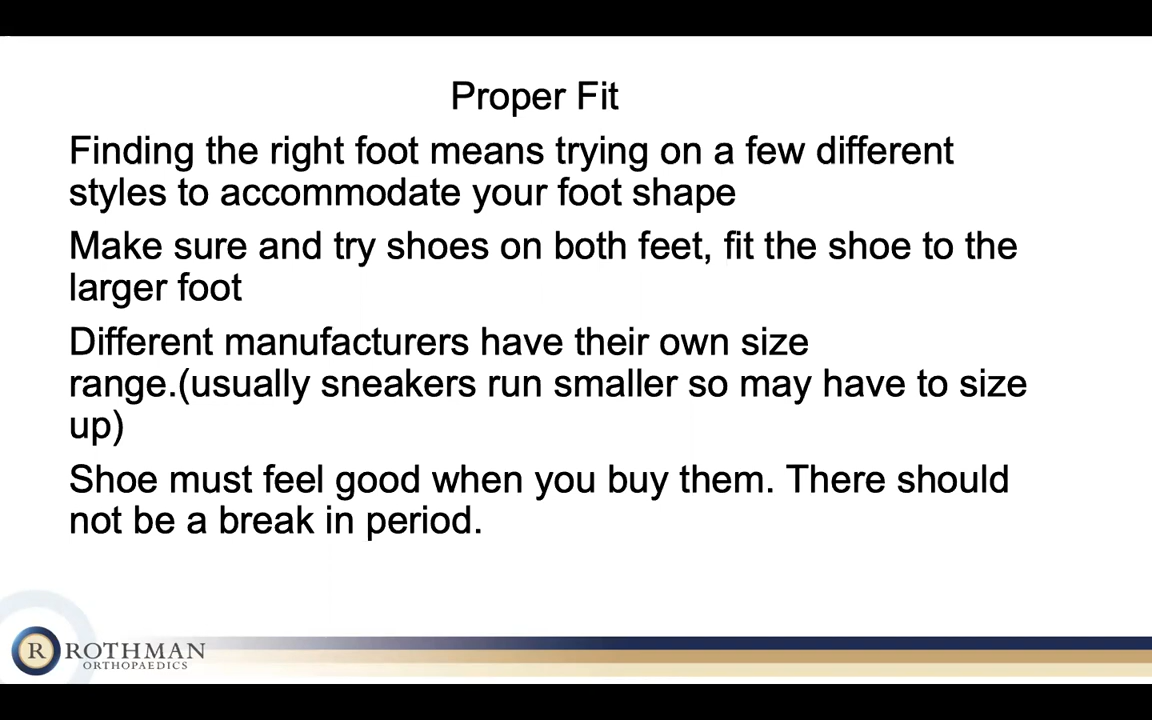 Proper Fit
Finding the right foot means trying on a few different
styles to accommodate your foot shape
Make sure and try shoes on both feet, fit the shoe to the
larger foot
Different manufacturers have their own size
range.(usually sneakers run smaller so may have to size
up)
Shoe must feel good when you buy them. There should
not be a break in period.
R ROTHMAN
ORTHOPAEDICS